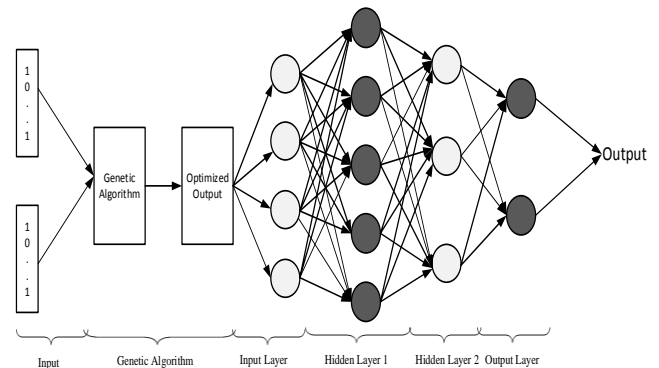 1
0
.
.
1
1
0
.
.
1
Genetic
Algorithm
Optimized
Output
Output
Input
Genetic Algorithm
Input Layer
Hidden Layer 1
Hidden Layer 2
Output Layer